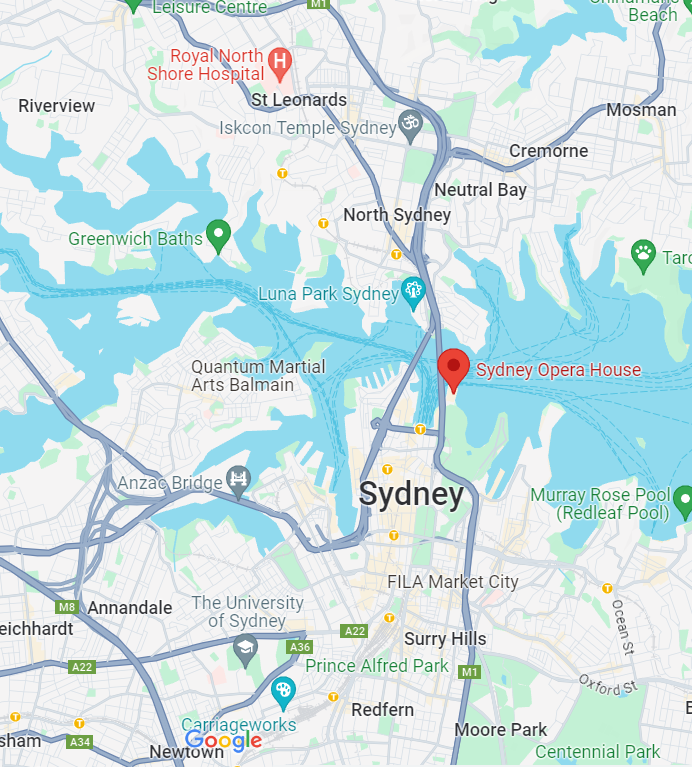 Leisure Centre
M1
Beach
Royal North
Shore Hospital
H
St Leonards
Riverview
Mosman
Iskcon Temple Sydney
Cremorne
T
Neutral Bay
North Sydney
T
Greenwich Baths
T
Taro
Luna Park Sydney
Quantum Martial
Arts Balmain
Sydney Opera House
T
T
Anzac Bridge
Sydney
Murray Rose Pool
(Redleaf Pool)
T
FILA Market City
T
M8
Annandale
The University
of Sydney
Ocean St
eichhardt
T
A22
A36
Surry Hills
A22
Prince Alfred Park
M1
Oxford St
T
Carriageworks
Redfern
T
T
Moore Park
sham
A34
Newtown
Google
Centennial Park